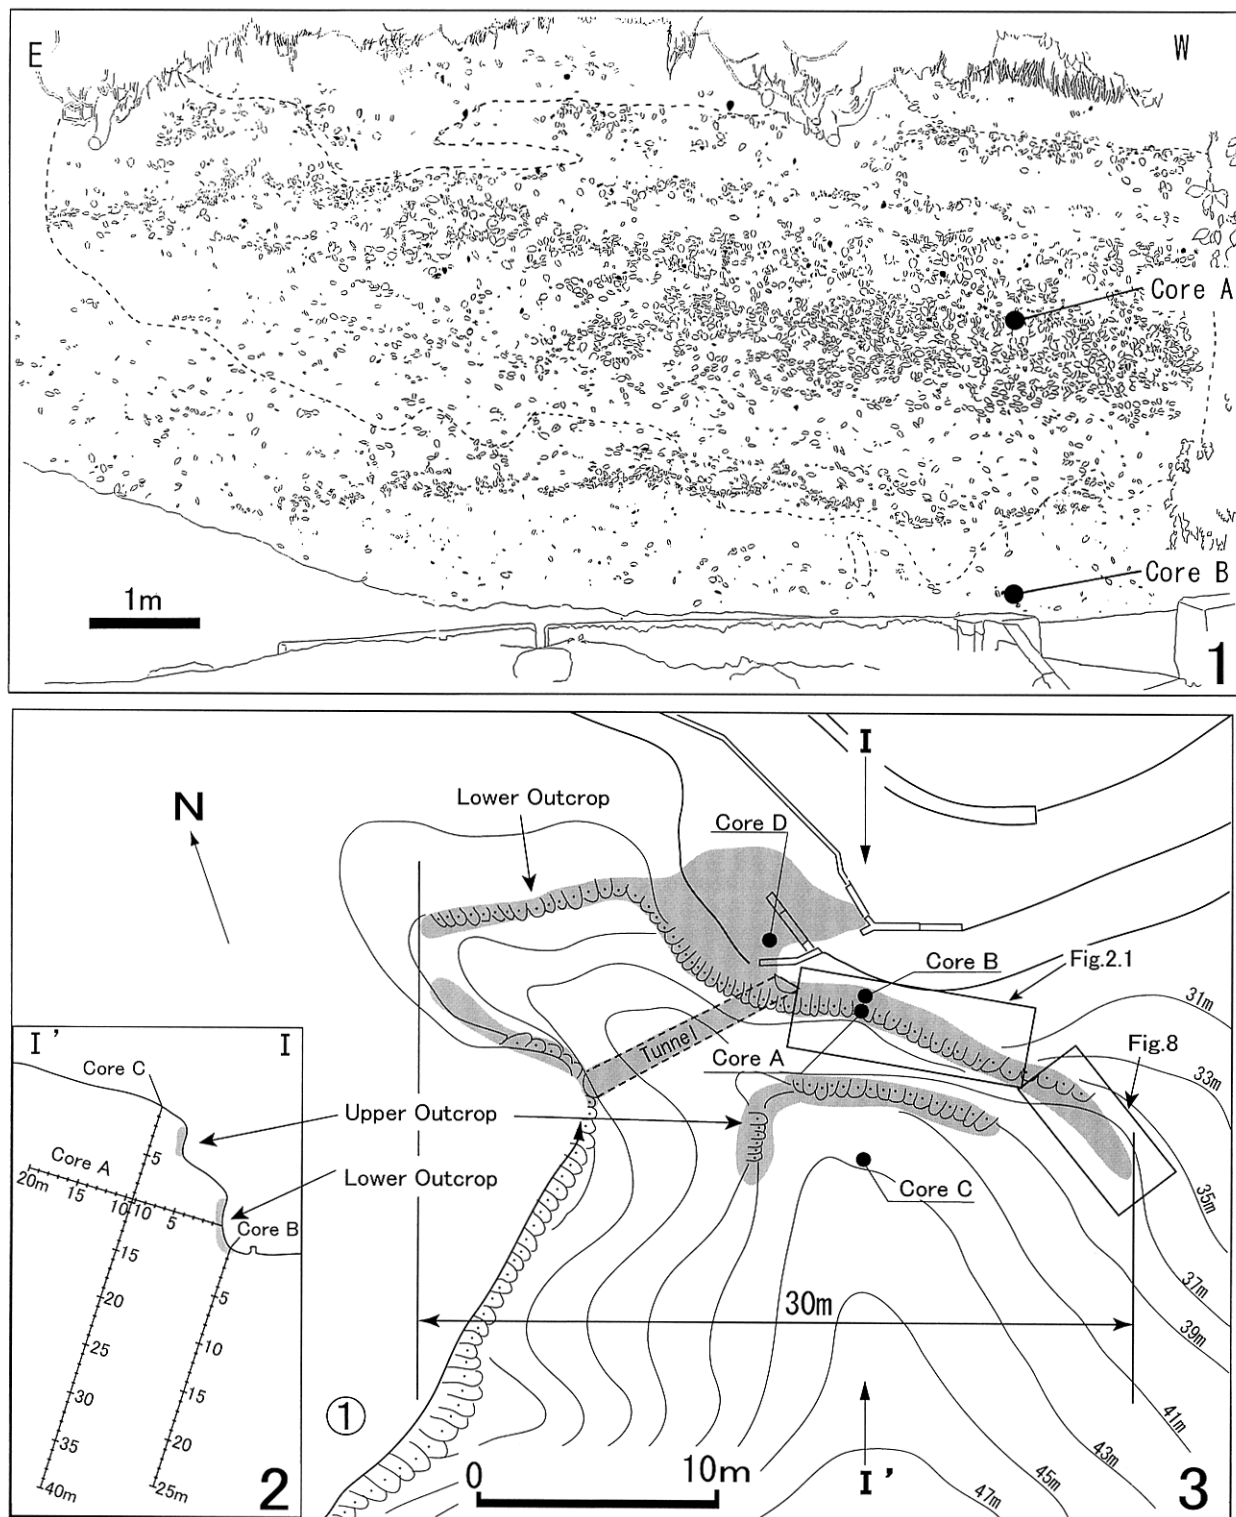 E
W
Core A
Core B
1m
1
I
N
Lower Outcrop
Core D
Core B
Fig.2.1
31m
Tunnel
Core A
Fig.8
33m
I'
I
Core C
Upper Outcrop
5
35m
Core A
Lower Outcrop
Core C
20m
15
10
10
5
Core B
15
5
37m
20
30m
39m
10
25
41m
30
15
1
43m
35
20
0
10m
45m
40m
25m
2
I'
47m
3